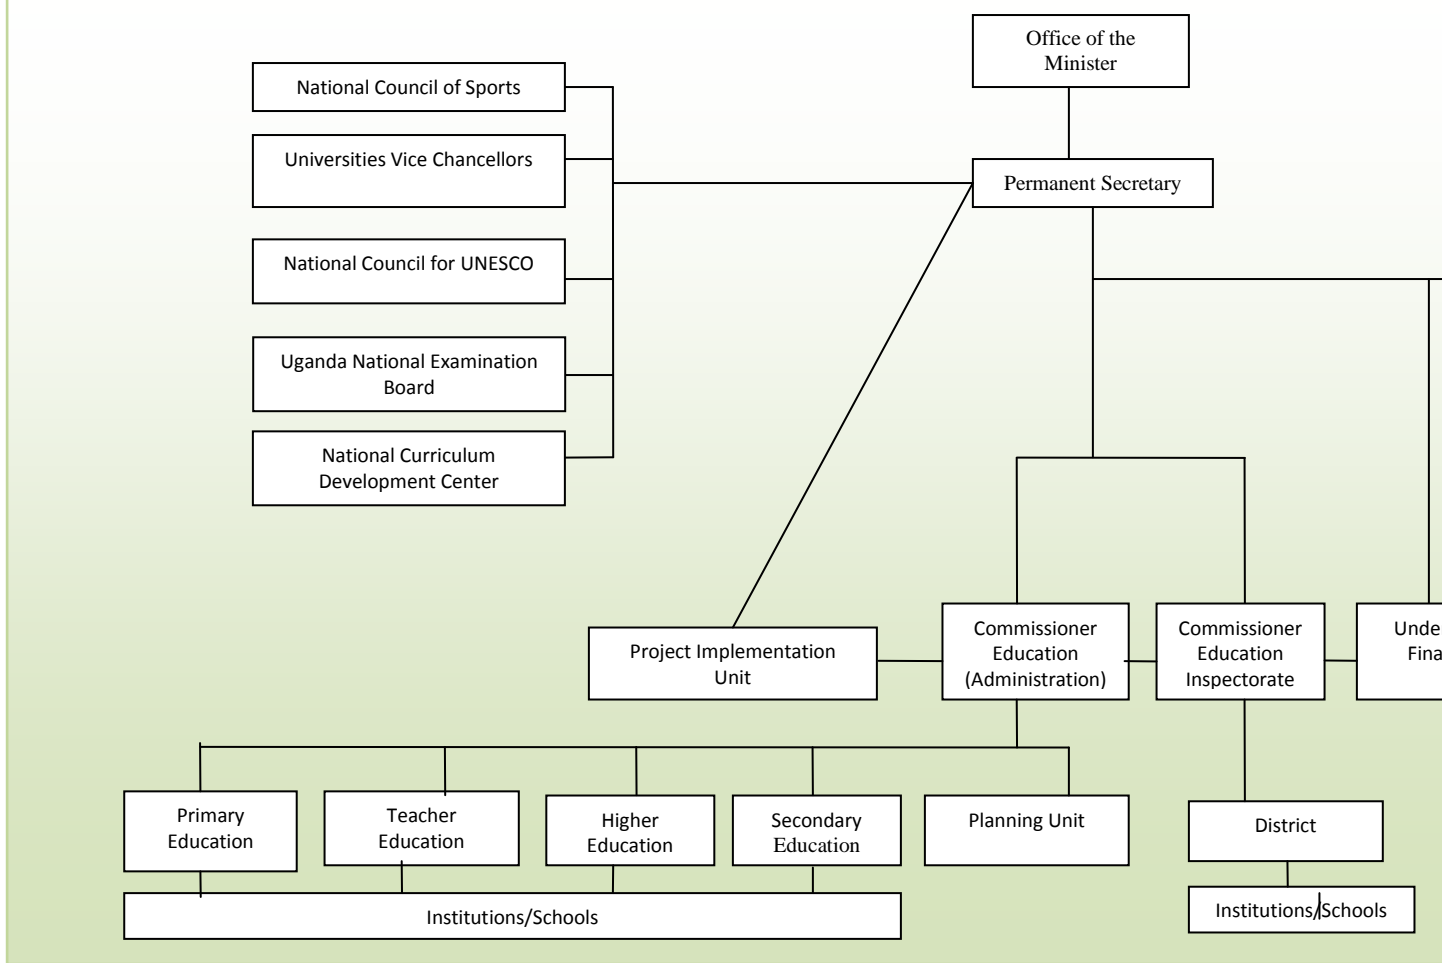 Office of the
Minister
National Council of Sports
Universities Vice Chancellors
Permanent Secretary
National Council for UNESCO
Uganda National Examination
Board
National Curriculum
Development Center
Project Implementation
Unit
Commissioner
Education
(Administration)
Commissioner
Education
Inspectorate
Primary
Education
Teacher
Education
Higher
Education
Secondary
Education
Planning Unit
District
Institutions/Schools
Institutions/Schools